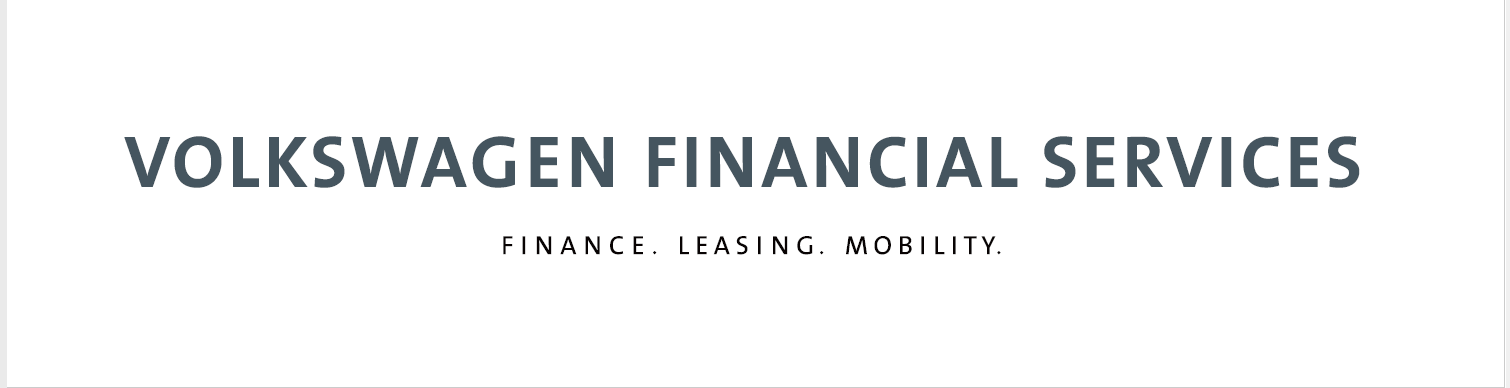 VOLKSWAGEN FINANCIAL SERVICES
FINANCE. LEASING. MOBILITY.